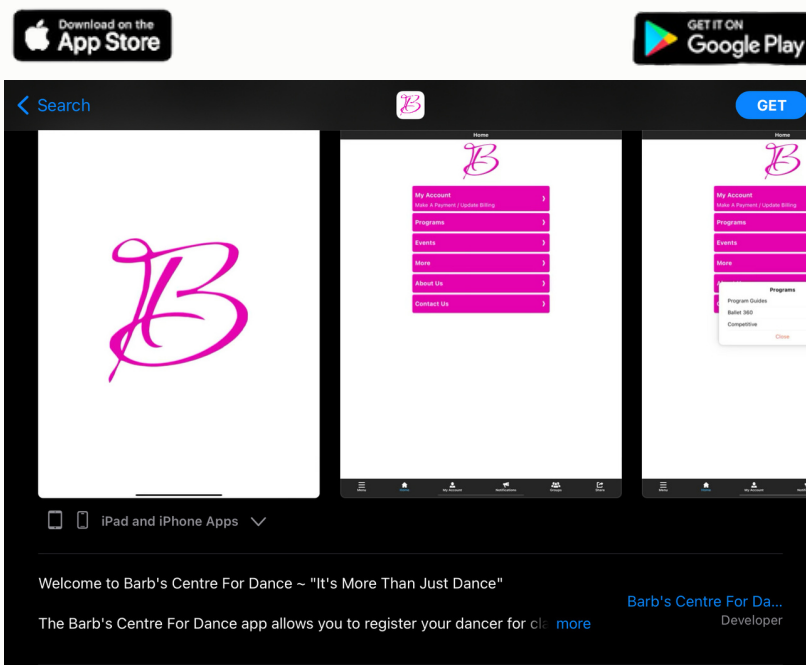 Download on the
App Store
GET IT ON
Google Play
Search
B
GET
B
Home
B
My Account
Make A Payment / Update Billing
Programs
Events
More
About Us
Contact Us
Menu
Home
My Account
Notifications
Groups
Share
Home
B
My Account
Make A Payment / Update Billing
Programs
Events
More
Programs
Program Guides
Ballet 360
Competitive
Close
Menu
Home
My Account
iPad and iPhone Apps
Welcome to Barb's Centre For Dance ~ "It's More Than Just Dance"
The Barb's Centre For Dance app allows you to register your dancer for cla more
Barb's Centre For Da...
Developer